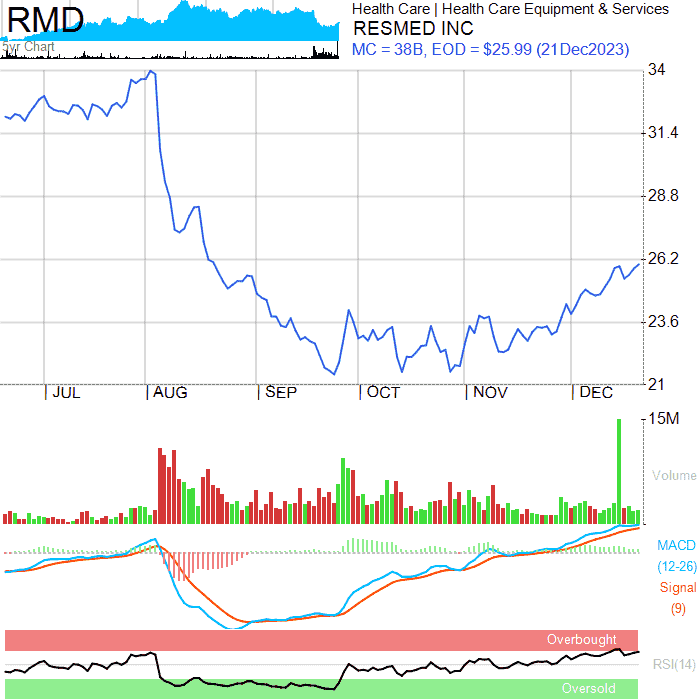 RMD
5yr Chart
Health Care | Health Care Equipment & Services
RESMED INC
MC = 38B, EOD = $25.99 (21Dec2023)
34
31.4
28.8
26.2
23.6
21
JUL
AUG
SEP
OCT
NOV
DEC
15M
Volume
MACD
(12-26)
Signal
(9)
Overbought
RSI(14)
Oversold